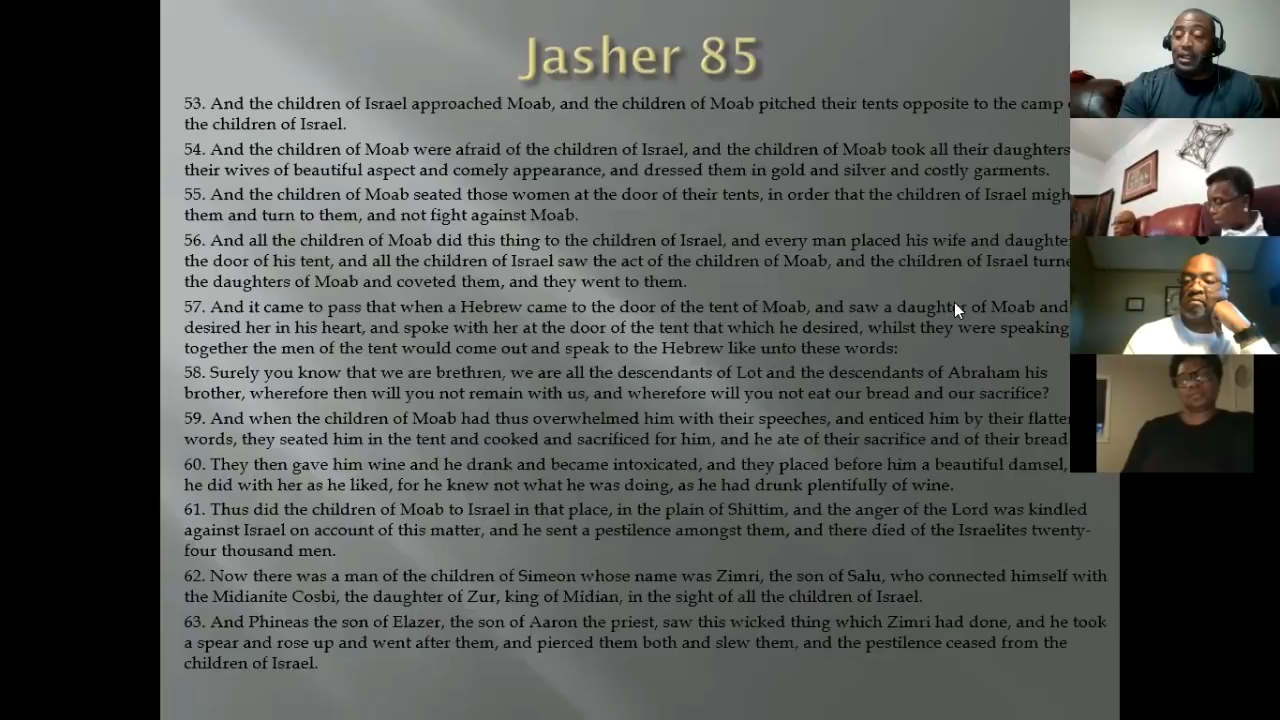 Jasher 85
53. And the children of Israel approached Moab, and the children of Moab pitched their tents opposite to the camp
the children of Israel.
54. And the children of Moab were afraid of the children of Israel, and the children of Moab took all their daughters
their wives of beautiful aspect and comely appearance, and dressed them in gold and silver and costly garments.
55. And the children of Moab seated those women at the door of their tents, in order that the children of Israel
them and turn to them, and not fight against Moab.
56. And all the children of Moab did this thing to the children of Israel, and every man placed his wife and
the door of his tent, and all the children of Israel saw the act of the children of Moab, and the children of Israel
the daughters of Moab and coveted them, and they went to them.
57. And it came to pass that when a Hebrew came to the door of the tent of Moab, and saw a daughter of Moab and
desired her in his heart, and spoke with her at the door of the tent that which he desired, whilst they were speaking
together the men of the tent would come out and speak to the Hebrew like unto these words:
58. Surely you know that we are brethren, we are all the descendants of Lot and the descendants of Abraham his
brother, wherefore then will you not remain with us, and wherefore will you not eat our bread and our sacrifice?
59. And when the children of Moab had thus overwhelmed him with their speeches, and enticed him by their
words, they seated him in the tent and cooked and sacrificed for him, and he ate of their sacrifice and of their bread
60. They then gave him wine and he drank and became intoxicated, and they placed before him a beautiful damsel,
he did with her as he liked, for he knew not what he was doing, as he had drunk plentifully of wine.
61. Thus did the children of Moab to Israel in that place, in the plain of Shittim, and the anger of the Lord was kindled
against Israel on account of this matter, and he sent a pestilence amongst them, and there died of the Israelites twenty-
four thousand men.
62. Now there was a man of the children of Simeon whose name was Zimri, the son of Salu, who connected himself with
the Midianite Cosbi, the daughter of Zur, king of Midian, in the sight of all the children of Israel.
63. And Phineas the son of Elazer, the son of Aaron the priest, saw this wicked thing which Zimri had done, and he took
a spear and rose up and went after them, and pierced them both and slew them, and the pestilence ceased from the
children of Israel.